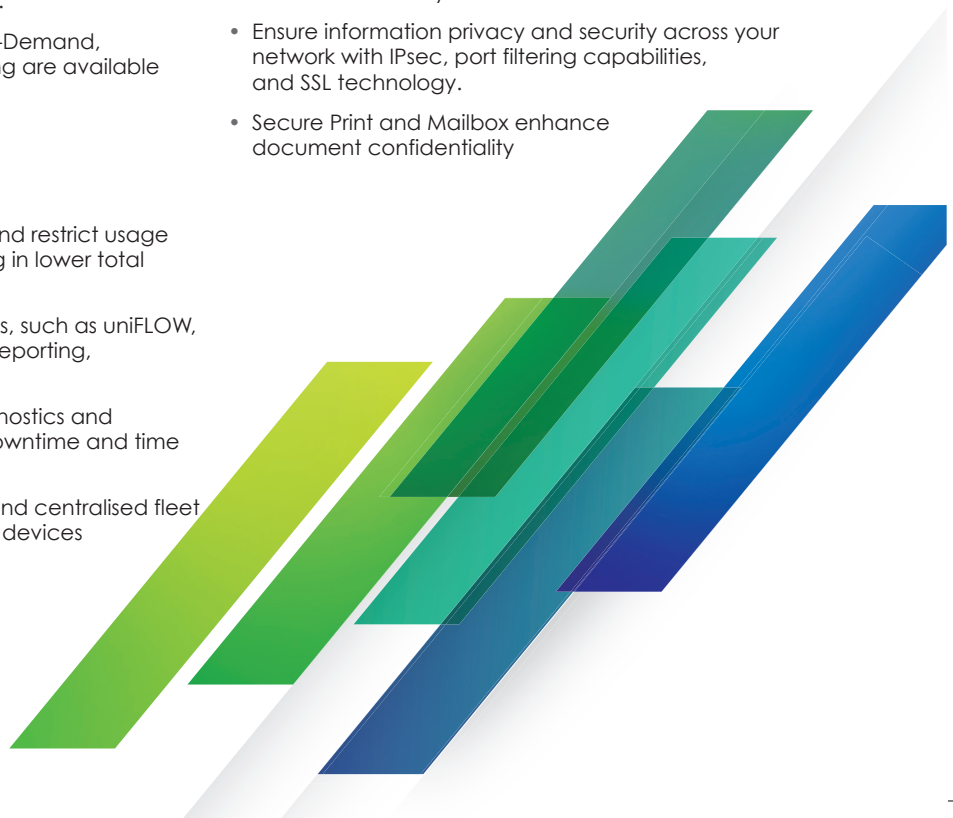 -Demand,
ng are available
nd restrict usage
g in lower total
s, such as uniFLOW,
eporting,
nostics and
owntime and time
nd centralised fleet
devices
• Ensure information privacy and security across your
network with IPsec, port filtering capabilities,
and SSL technology.
• Secure Print and Mailbox enhance
document confidentiality